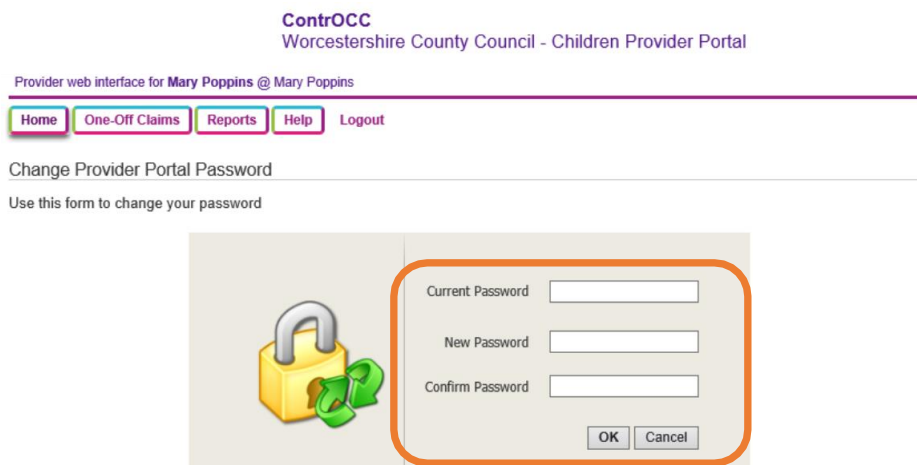 ContrOCC
Worcestershire County Council - Children Provider Portal
Provider web interface for Mary Poppins @ Mary Poppins
Home One-Off Claims Reports Help Logout
Change Provider Portal Password
Use this form to change your password
Current Password
New Password
Confirm Password
OK Cancel